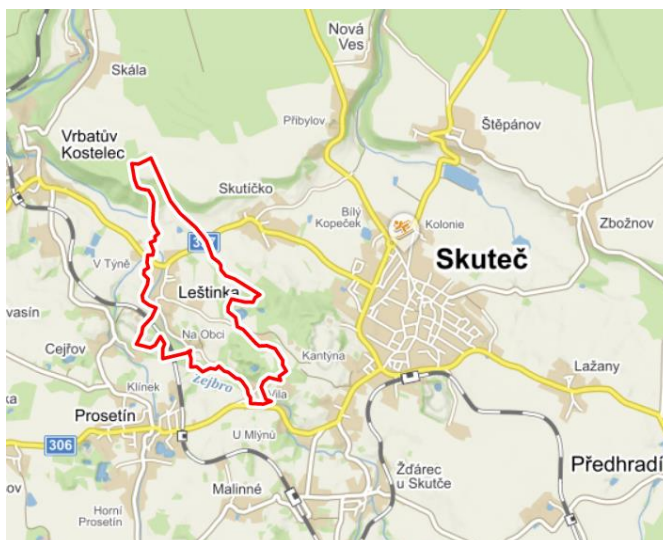 Nová
Ves
Skála
Přibylov
Štěpánov
Vrbatův
Kostelec
Skutíčko
Bílý
Kopeček
Kolonie
Zbožnov
V Týně
Skuteč
Leštinka
Na Obci
Cejřov
Kantýna
Lažany
Klínek
Žejbro
Vila
Prosetín
306
U Mlýnů
Předhradí
Žďárec
u Skutče
Malinné
Horní
Prosetín